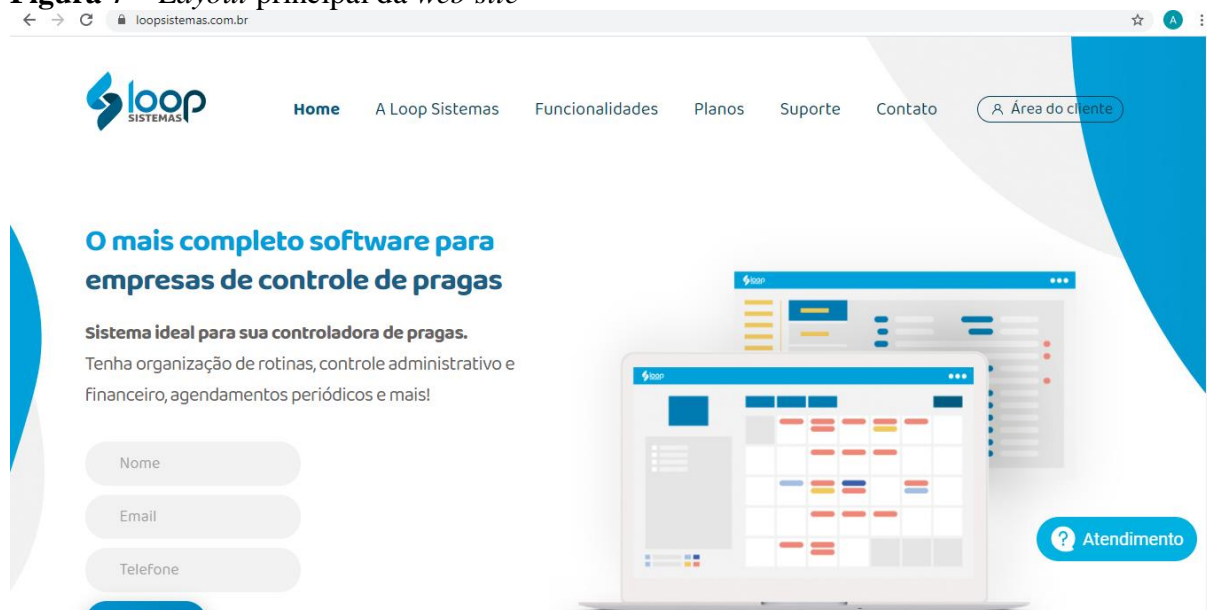 Figura 7 – Layout principal da web-site
loopsistemas.com.br
A
loop
SISTEMAS
Home
A Loop Sistemas
Funcionalidades
Planos
Suporte
Contato
Área do cliente
O mais completo software para
empresas de controle de pragas
Sistema ideal para sua controladora de pragas.
Tenha organização de rotinas, controle administrativo e
financeiro, agendamentos periódicos e mais!
Nome
Email
Telefone
loop
loop
? Atendimento